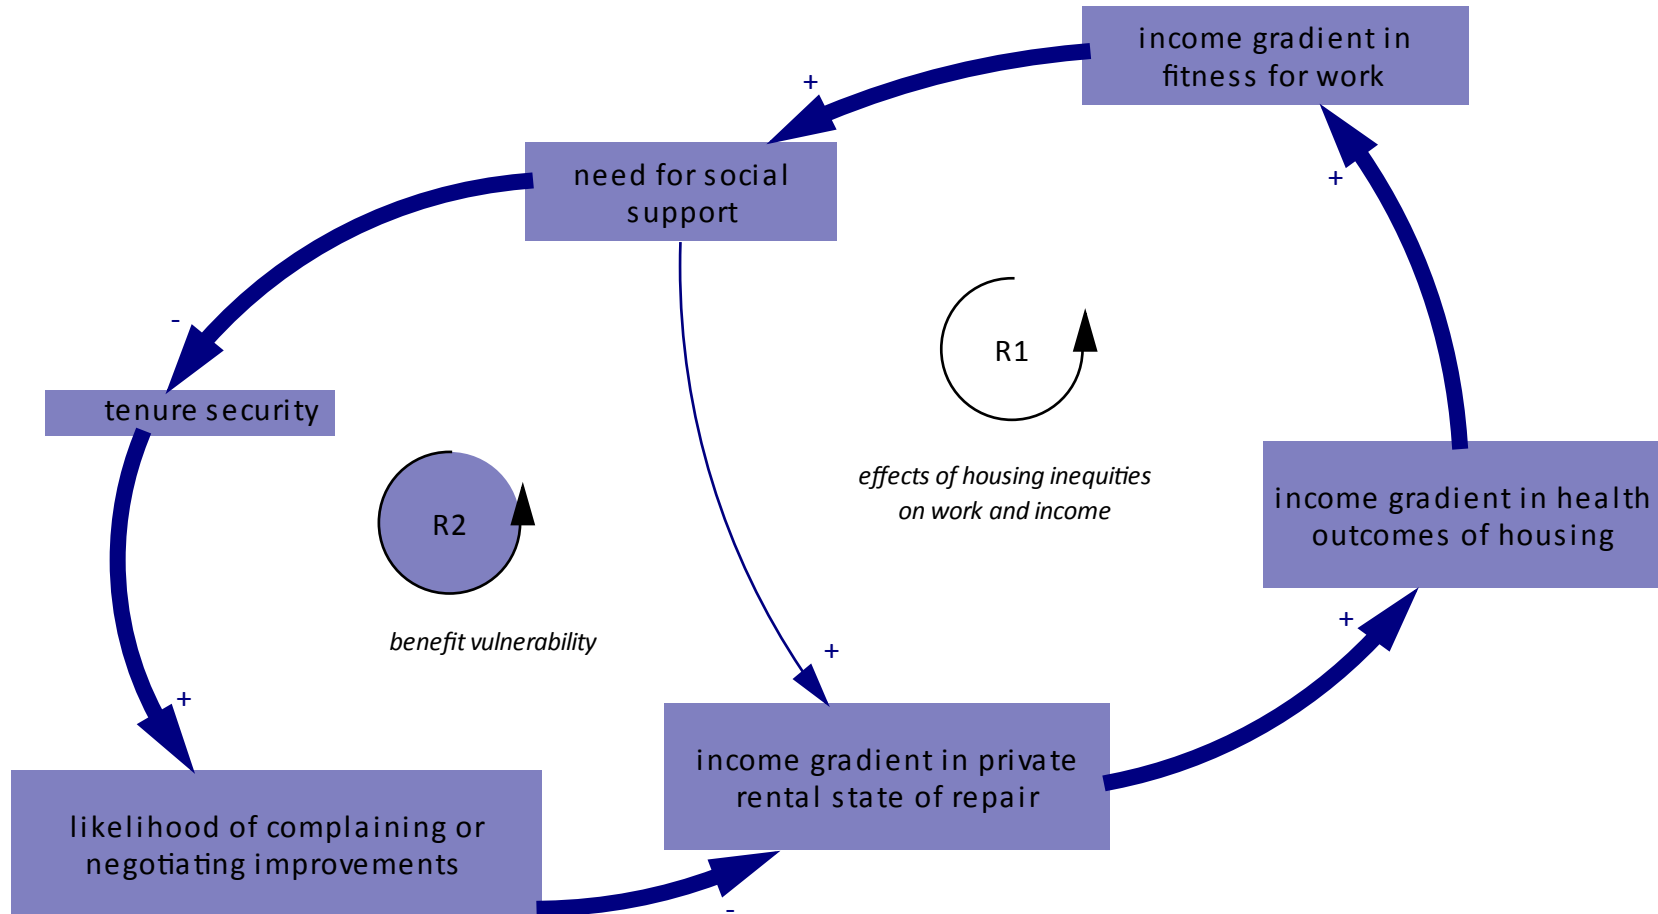 income gradient in
fitness for work
+
+
need for social
support
-
tenure security
R1
effects of housing inequities
on work and income
income gradient in health
outcomes of housing
R2
benefit vulnerability
+
+
+
income gradient in private
rental state of repair
likelihood of complaining or
negotiating improvements
-